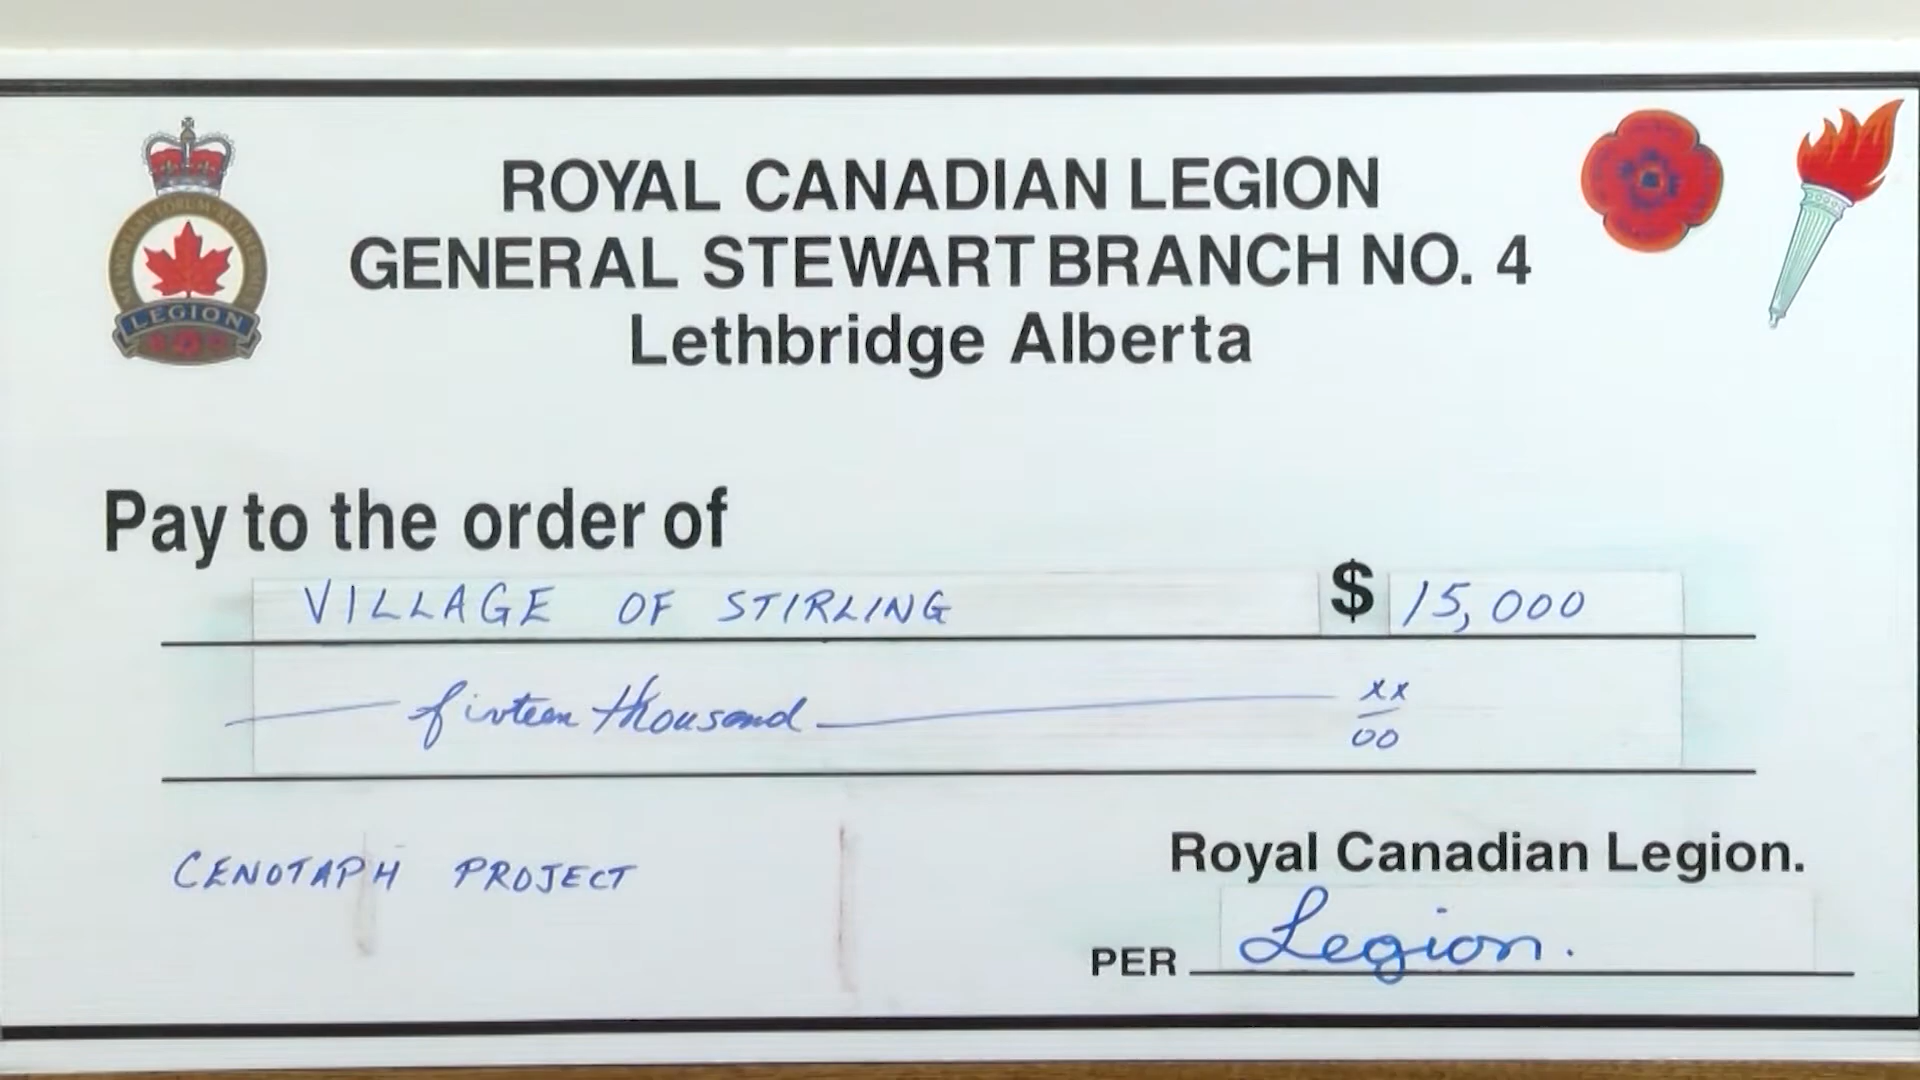 ROYAL CANADIAN LEGION
GENERAL STEWART BRANCH NO. 4
Lethbridge Alberta
LEGION
Pay to the order of
VILLAGE OF STIRLING $ 15,000
fivteen thousand xx/00
CENOTAPH PROJECT
Royal Canadian Legion.
PER Legion.